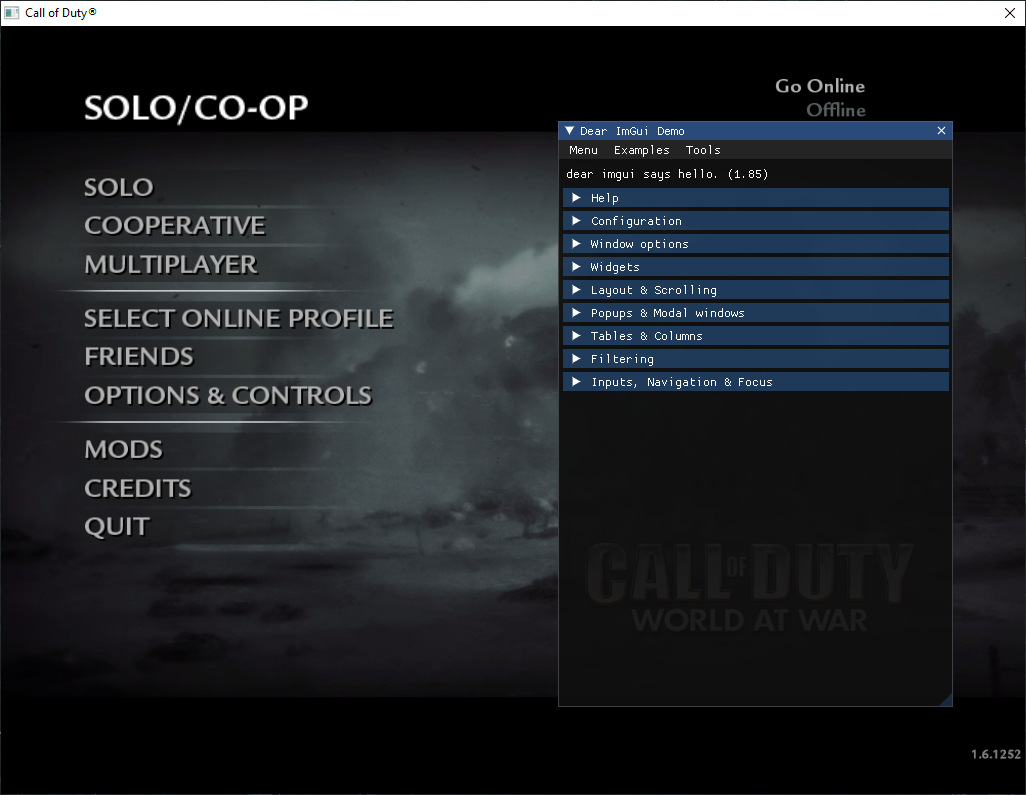 Call of Duty®
SOLO/CO-OP
Go Online
Offline
SOLO
COOPERATIVE
MULTIPLAYER
SELECT ONLINE PROFILE
FRIENDS
OPTIONS & CONTROLS
MODS
CREDITS
QUIT
Dear ImGui Demo
Menu Examples Tools
dear imgui says hello. (1.85)
Help
Configuration
Window options
Widgets
Layout & Scrolling
Popups & Modal windows
Tables & Columns
Filtering
Inputs, Navigation & Focus
CALL OF DUTY
WORLD AT WAR
1.6.1252